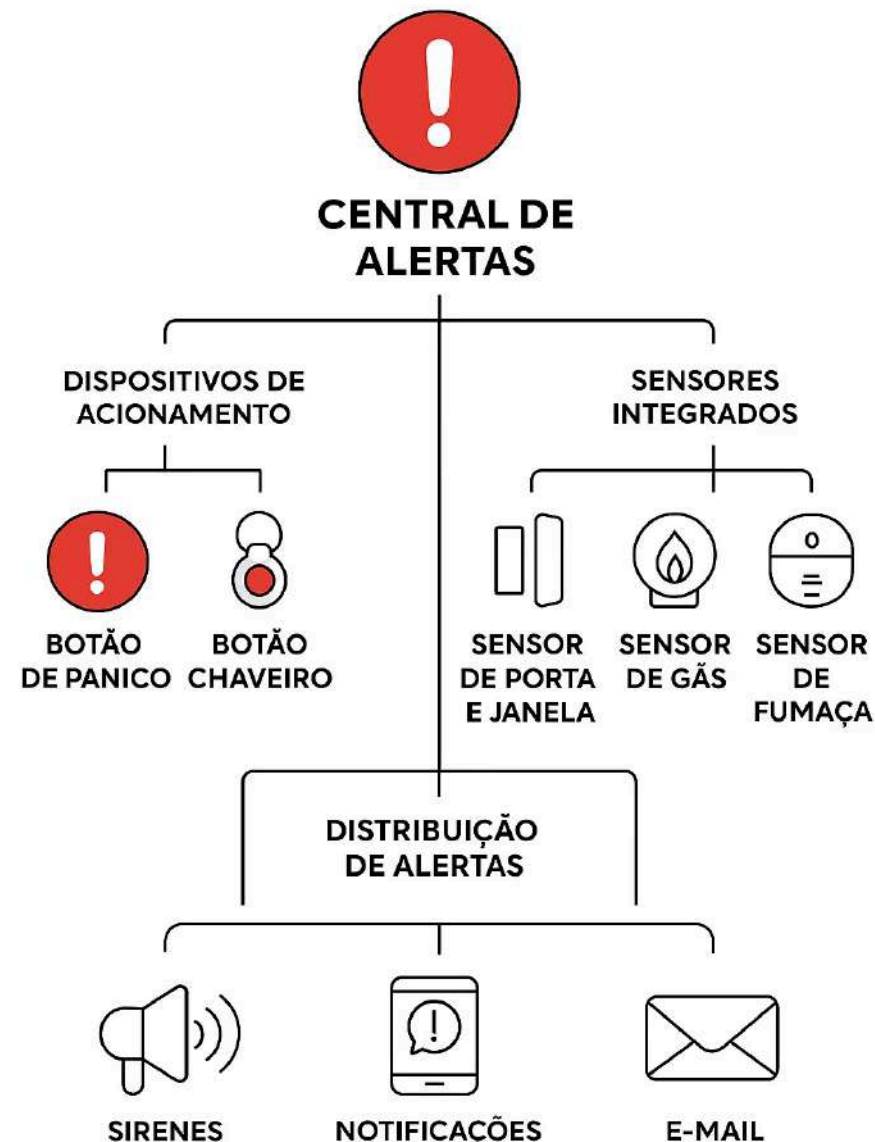 CENTRAL DE
ALERTAS
DISPOSITIVOS DE
ACIONAMENTO
SENSORES
INTEGRADOS
BOTÃO
DE PANICO
BOTÃO
CHAVEIRO
SENSOR
DE PORTA
E JANELA
SENSOR
DE GÃS
SENSOR
DE
FUMAÇA
DISTRIBUIÇÃO
DE ALERTAS
SIRENES
NOTIFICACÕES
E-MAIL